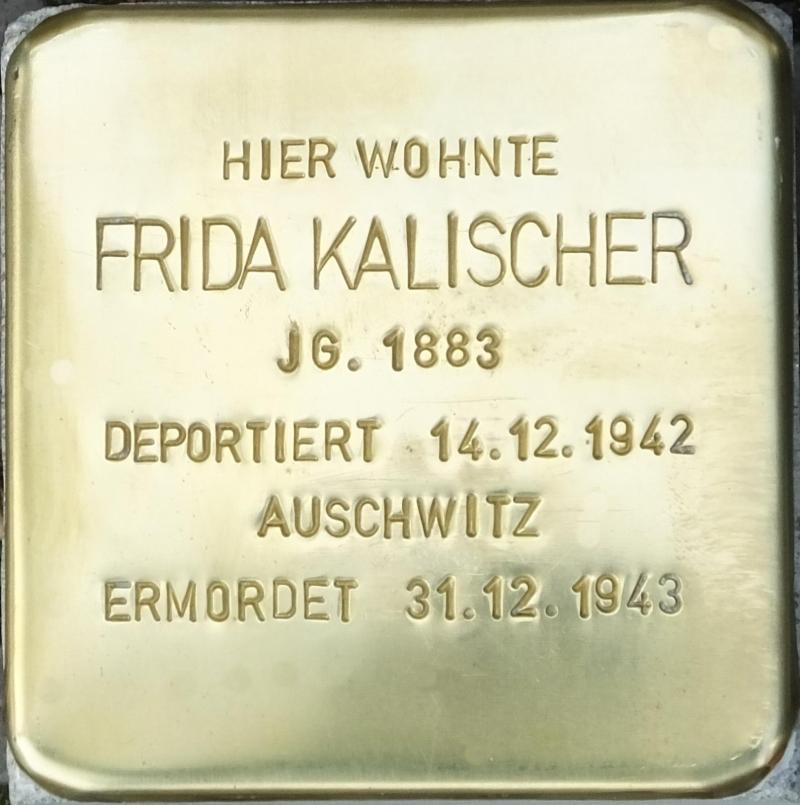 HIER WOHNTE
FRIDA KALISCHER
JG. 1883
DEPORTIERT 14.12.1942
AUSCHWITZ
ERMORDET 31.12.1943